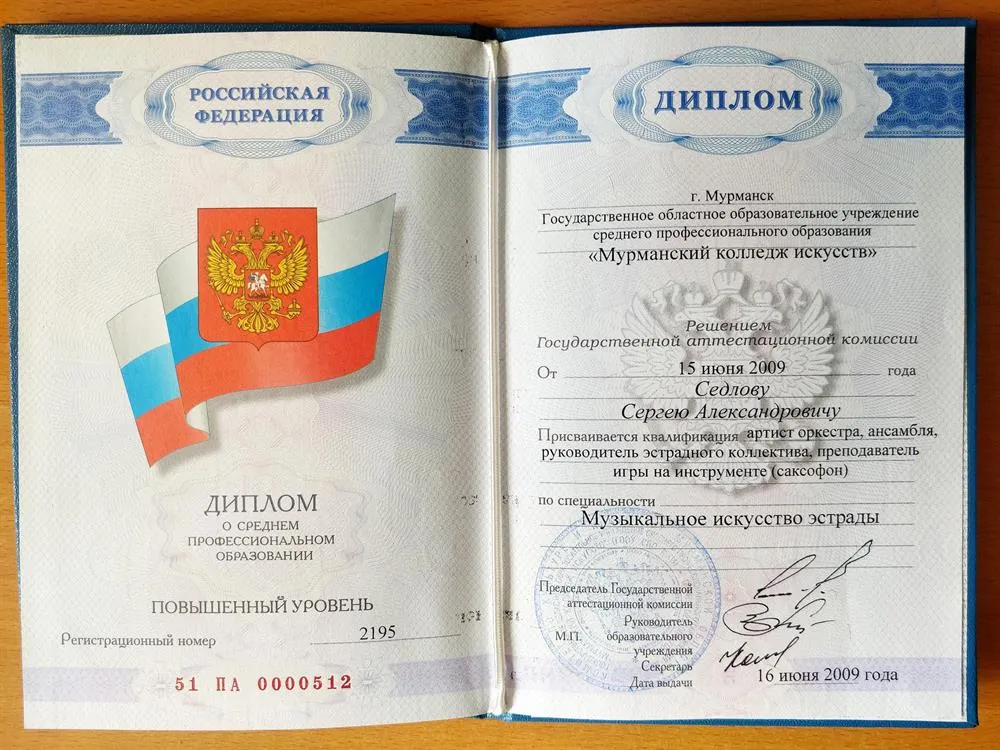 РОССИЙСКАЯ
ФЕДЕРАЦИЯ
ДИПЛОМ
О СРЕДНЕМ
ПРОФЕССИОНАЛЬНОМ
ОБРАЗОВАНИИ
ПОВЫШЕННЫЙ УРОВЕНЬ
Регистрационный номер 2195
51 ПА 0000512
ДИПЛОМ
г. Мурманск
Государственное областное образовательное учреждение
среднего профессионального образования
«Мурманский колледж искусств»
Решением
Государственной аттестационной комиссии
От 15 июня 2009 года
Седлову
Сергею Александровичу
Присваивается квалификация артист оркестра, ансамбля,
руководитель эстрадного коллектива, преподаватель
игры на инструменте (саксофон)
по специальности
Музыкальное искусство эстрады
Председатель Государственной
аттестационной комиссии
Руководитель
М.П. образовательного
учреждения
Секретарь
Дата выдачи 16 июня 2009 года